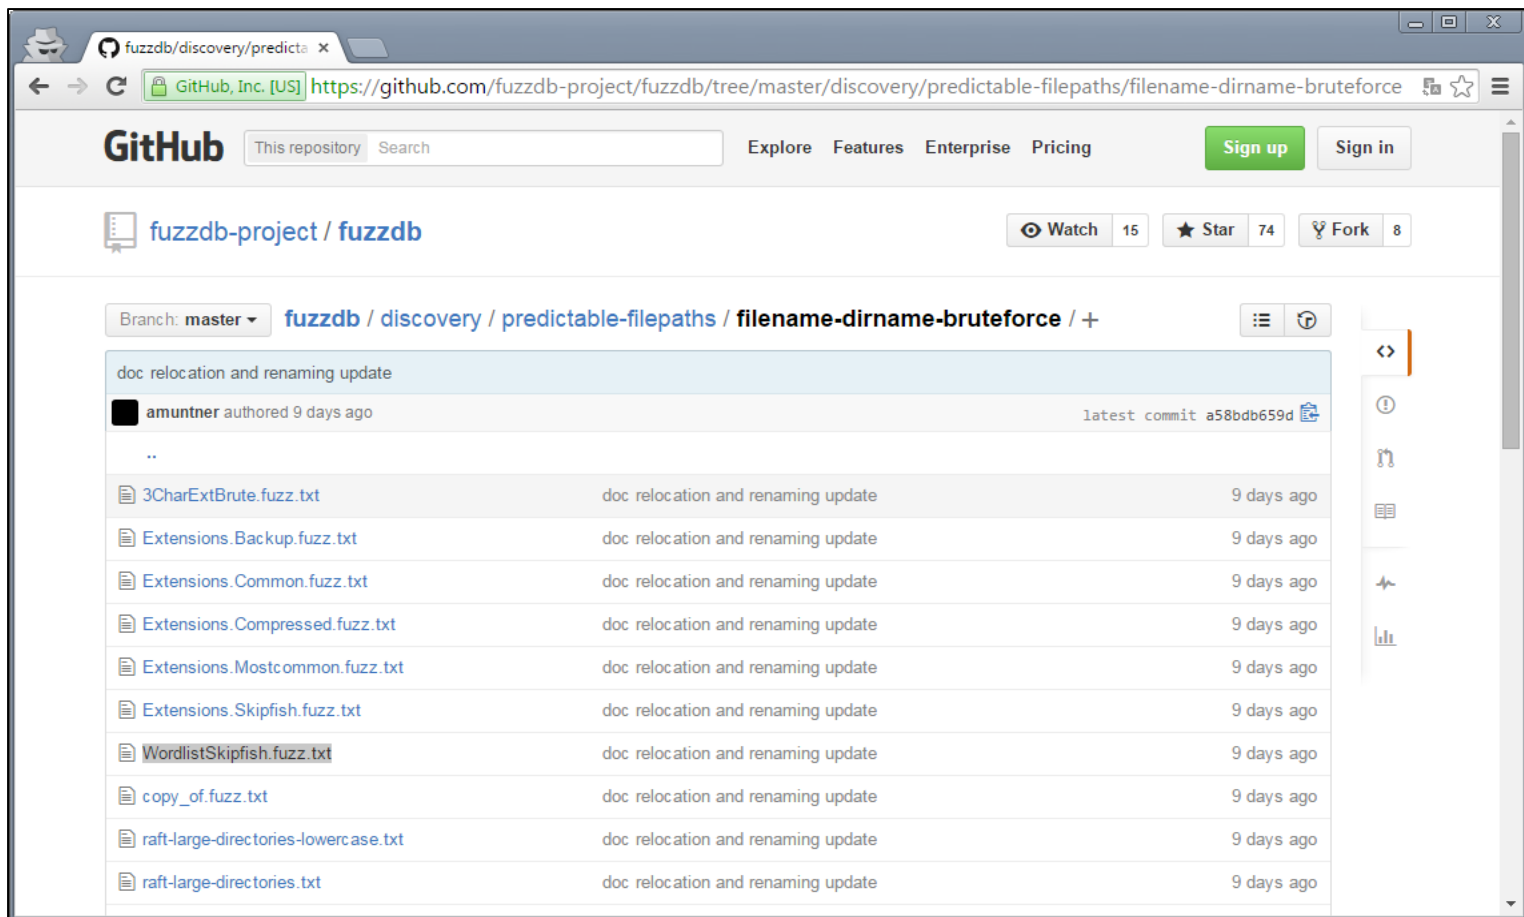 fuzzdb/discovery/predicta
GitHub, Inc. [US] https://github.com/fuzzdb-project/fuzzdb/tree/master/discovery/predictable-filepaths/filename-dirname-bruteforce
GitHub This repository Search Explore Features Enterprise Pricing Sign up Sign in
fuzzdb-project / fuzzdb Watch 15 Star 74 Fork 8
Branch: master fuzzdb / discovery / predictable-filepaths / filename-dirname-bruteforce / +
doc relocation and renaming update
amuntner authored 9 days ago latest commit a58bdb659d
..
3CharExtBrute.fuzz.txt doc relocation and renaming update 9 days ago
Extensions.Backup.fuzz.txt doc relocation and renaming update 9 days ago
Extensions.Common.fuzz.txt doc relocation and renaming update 9 days ago
Extensions.Compressed.fuzz.txt doc relocation and renaming update 9 days ago
Extensions.Mostcommon.fuzz.txt doc relocation and renaming update 9 days ago
Extensions.Skipfish.fuzz.txt doc relocation and renaming update 9 days ago
WordlistSkipfish.fuzz.txt doc relocation and renaming update 9 days ago
copy_of.fuzz.txt doc relocation and renaming update 9 days ago
raft-large-directories-lowercase.txt doc relocation and renaming update 9 days ago
raft-large-directories.txt doc relocation and renaming update 9 days ago